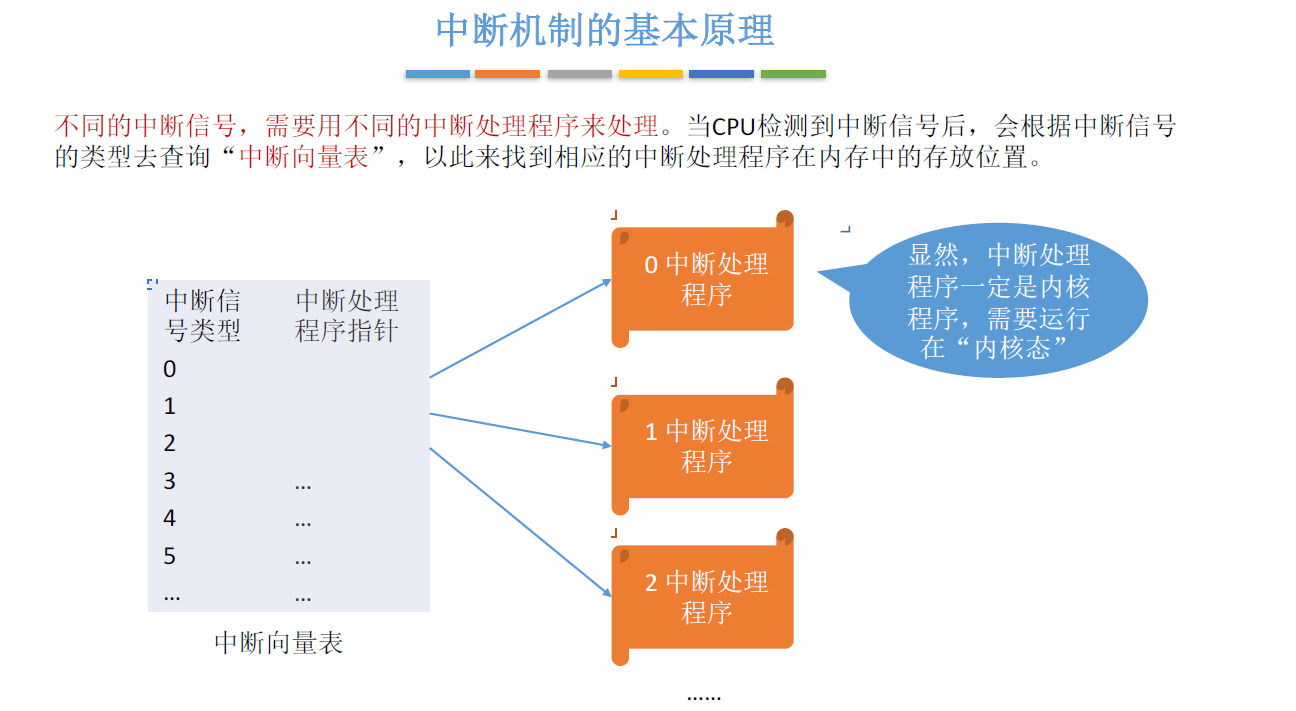 中断机制的基本原理
不同的中断信号，需要用不同的中断处理程序来处理。当CPU检测到中断信号后，会根据中断信号
的类型去查询“中断向量表”，以此来找到相应的中断处理程序在内存中的存放位置。
中断信
号类型
中断处理
程序指针
0
1
2
3 ...
4 ...
5 ...
... ...
中断向量表
0 中断处理
程序
1 中断处理
程序
2 中断处理
程序
......
显然，中断处理
程序一定是内核
程序，需要运行
在“内核态”